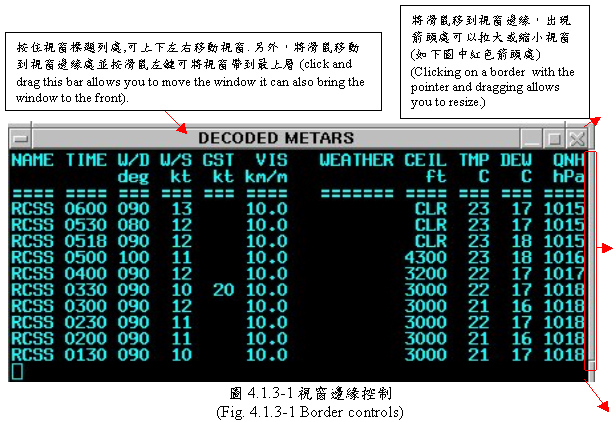 按住視窗標題列處,可上下左右移動視窗. 另外，將滑鼠移動
到視窗邊緣處並按滑鼠左鍵可將視窗帶到最上層 (click and
drag this bar allows you to move the window it can also bring the
window to the front).
將滑鼠移到視窗邊緣，出現
箭頭處可以拉大或縮小視窗
(如下圖中紅色箭頭處)
(Clicking on a border with the
pointer and dragging allows
you to resize.)
DECODED METARS
NAME TIME W/D W/S GST VIS WEATHER CEIL TMP DEW QNH
deg kt kt km/m ft C C hPa
==== ==== === === === ==== ======= ==== === === ====
RCSS 0600 090 13 10.0 CLR 23 17 1015
RCSS 0530 080 12 10.0 CLR 23 17 1015
RCSS 0518 090 12 10.0 CLR 23 18 1015
RCSS 0500 100 11 10.0 4300 23 18 1016
RCSS 0400 090 12 10.0 3200 22 17 1017
RCSS 0330 090 10 20 10.0 3000 22 17 1018
RCSS 0300 090 12 10.0 3000 21 16 1018
RCSS 0230 090 11 10.0 3000 22 17 1018
RCSS 0200 090 11 10.0 3000 21 16 1018
RCSS 0130 090 10 10.0 3000 21 17 1018
圖 4.1.3-1 視窗邊緣控制
(Fig. 4.1.3-1 Border controls)